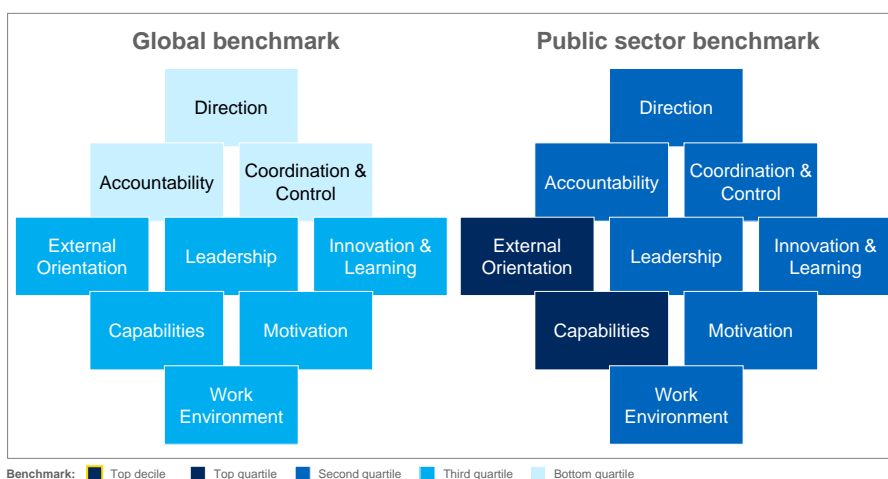 Global benchmark
Direction
Accountability
Coordination &
Control
External
Orientation
Leadership
Innovation &
Learning
Capabilities
Motivation
Work
Environment
Public sector benchmark
Direction
Accountability
Coordination &
Control
External
Orientation
Leadership
Innovation &
Learning
Capabilities
Motivation
Work
Environment
Benchmark: Top decile Top quartile Second quartile Third quartile Bottom quartile